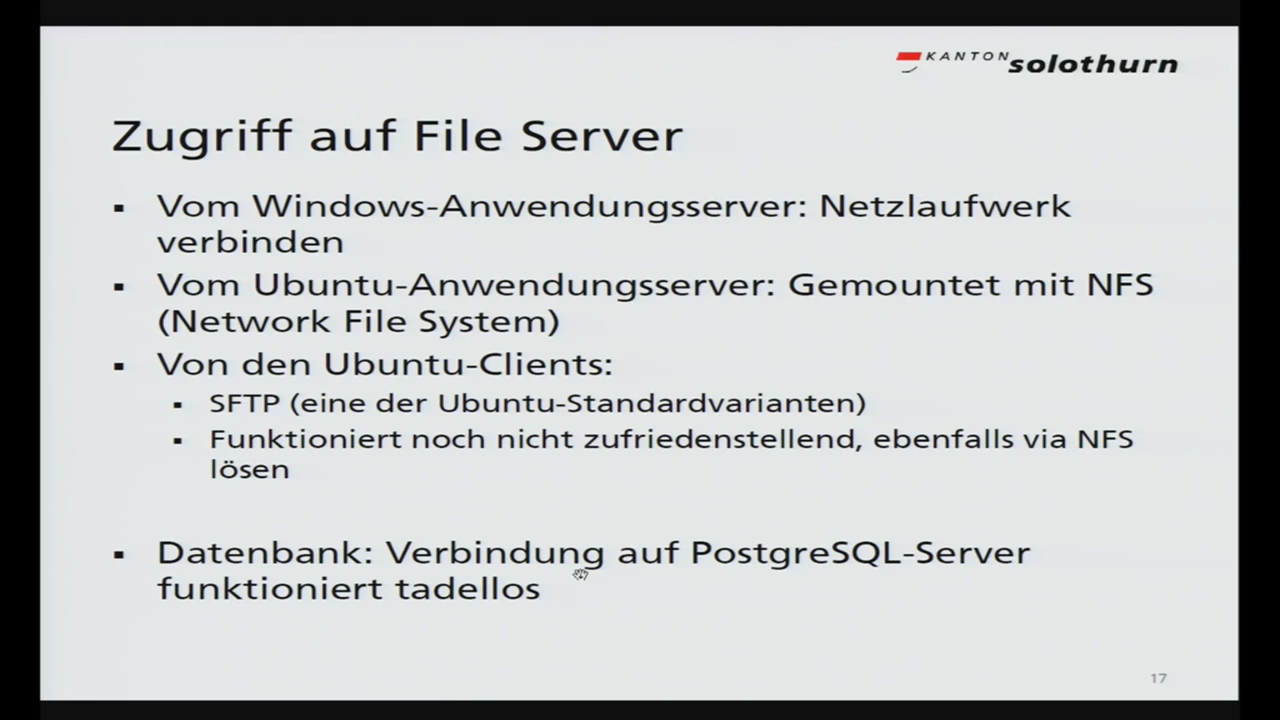 KANTON solothurn
Zugriff auf File Server
▪ Vom Windows-Anwendungsserver: Netzlaufwerk
verbinden
▪ Vom Ubuntu-Anwendungsserver: Gemountet mit NFS
(Network File System)
▪ Von den Ubuntu-Clients:
▪ SFTP (eine der Ubuntu-Standardvarianten)
▪ Funktioniert noch nicht zufriedenstellend, ebenfalls via NFS
lösen
▪ Datenbank: Verbindung auf PostgreSQL-Server
funktioniert tadellos
17